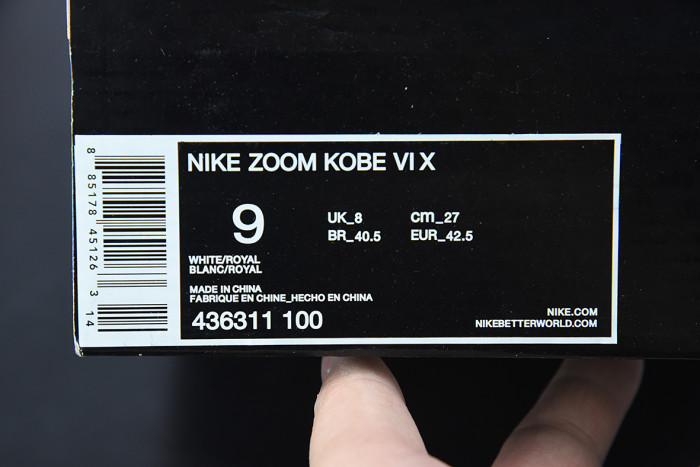 8 85178 45126 3 14
NIKE ZOOM KOBE VI X
9
UK_8 cm_27
BR_40.5 EUR_42.5
WHITE/ROYAL
BLANC/ROYAL
MADE IN CHINA
FABRIQUE EN CHINE_HECHO EN CHINA
436311 100
NIKE.COM
NIKEBETTERWORLD.COM